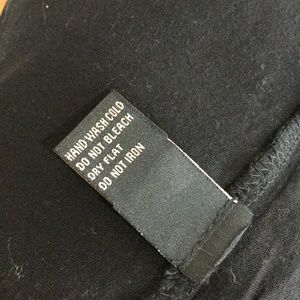 HAND WASH COLD
DO NOT BLEACH
DRY FLAT
DO NOT IRON